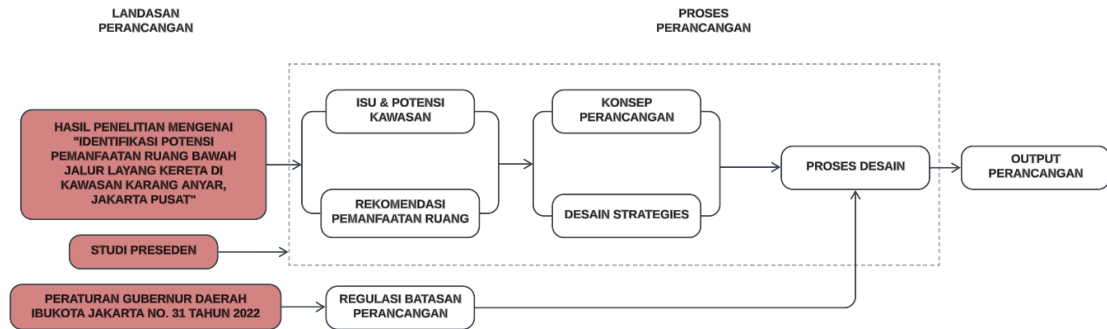 LANDASAN
PERANCANGAN
PROSES
PERANCANGAN
HASIL PENELITIAN MENGENAI
"IDENTIFIKASI POTENSI
PEMANFAATAN RUANG BAWAH
JALUR LAYANG KERETA DI
KAWASAN KARANG ANYAR,
JAKARTA PUSAT"
ISU & POTENSI
KAWASAN
REKOMENDASI
PEMANFAATAN RUANG
KONSEP
PERANCANGAN
DESAIN STRATEGIES
PROSES DESAIN
OUTPUT
PERANCANGAN
STUDI PRESEDEN
PERATURAN GUBERNUR DAERAH
IBUKOTA JAKARTA NO. 31 TAHUN 2022
REGULASI BATASAN
PERANCANGAN